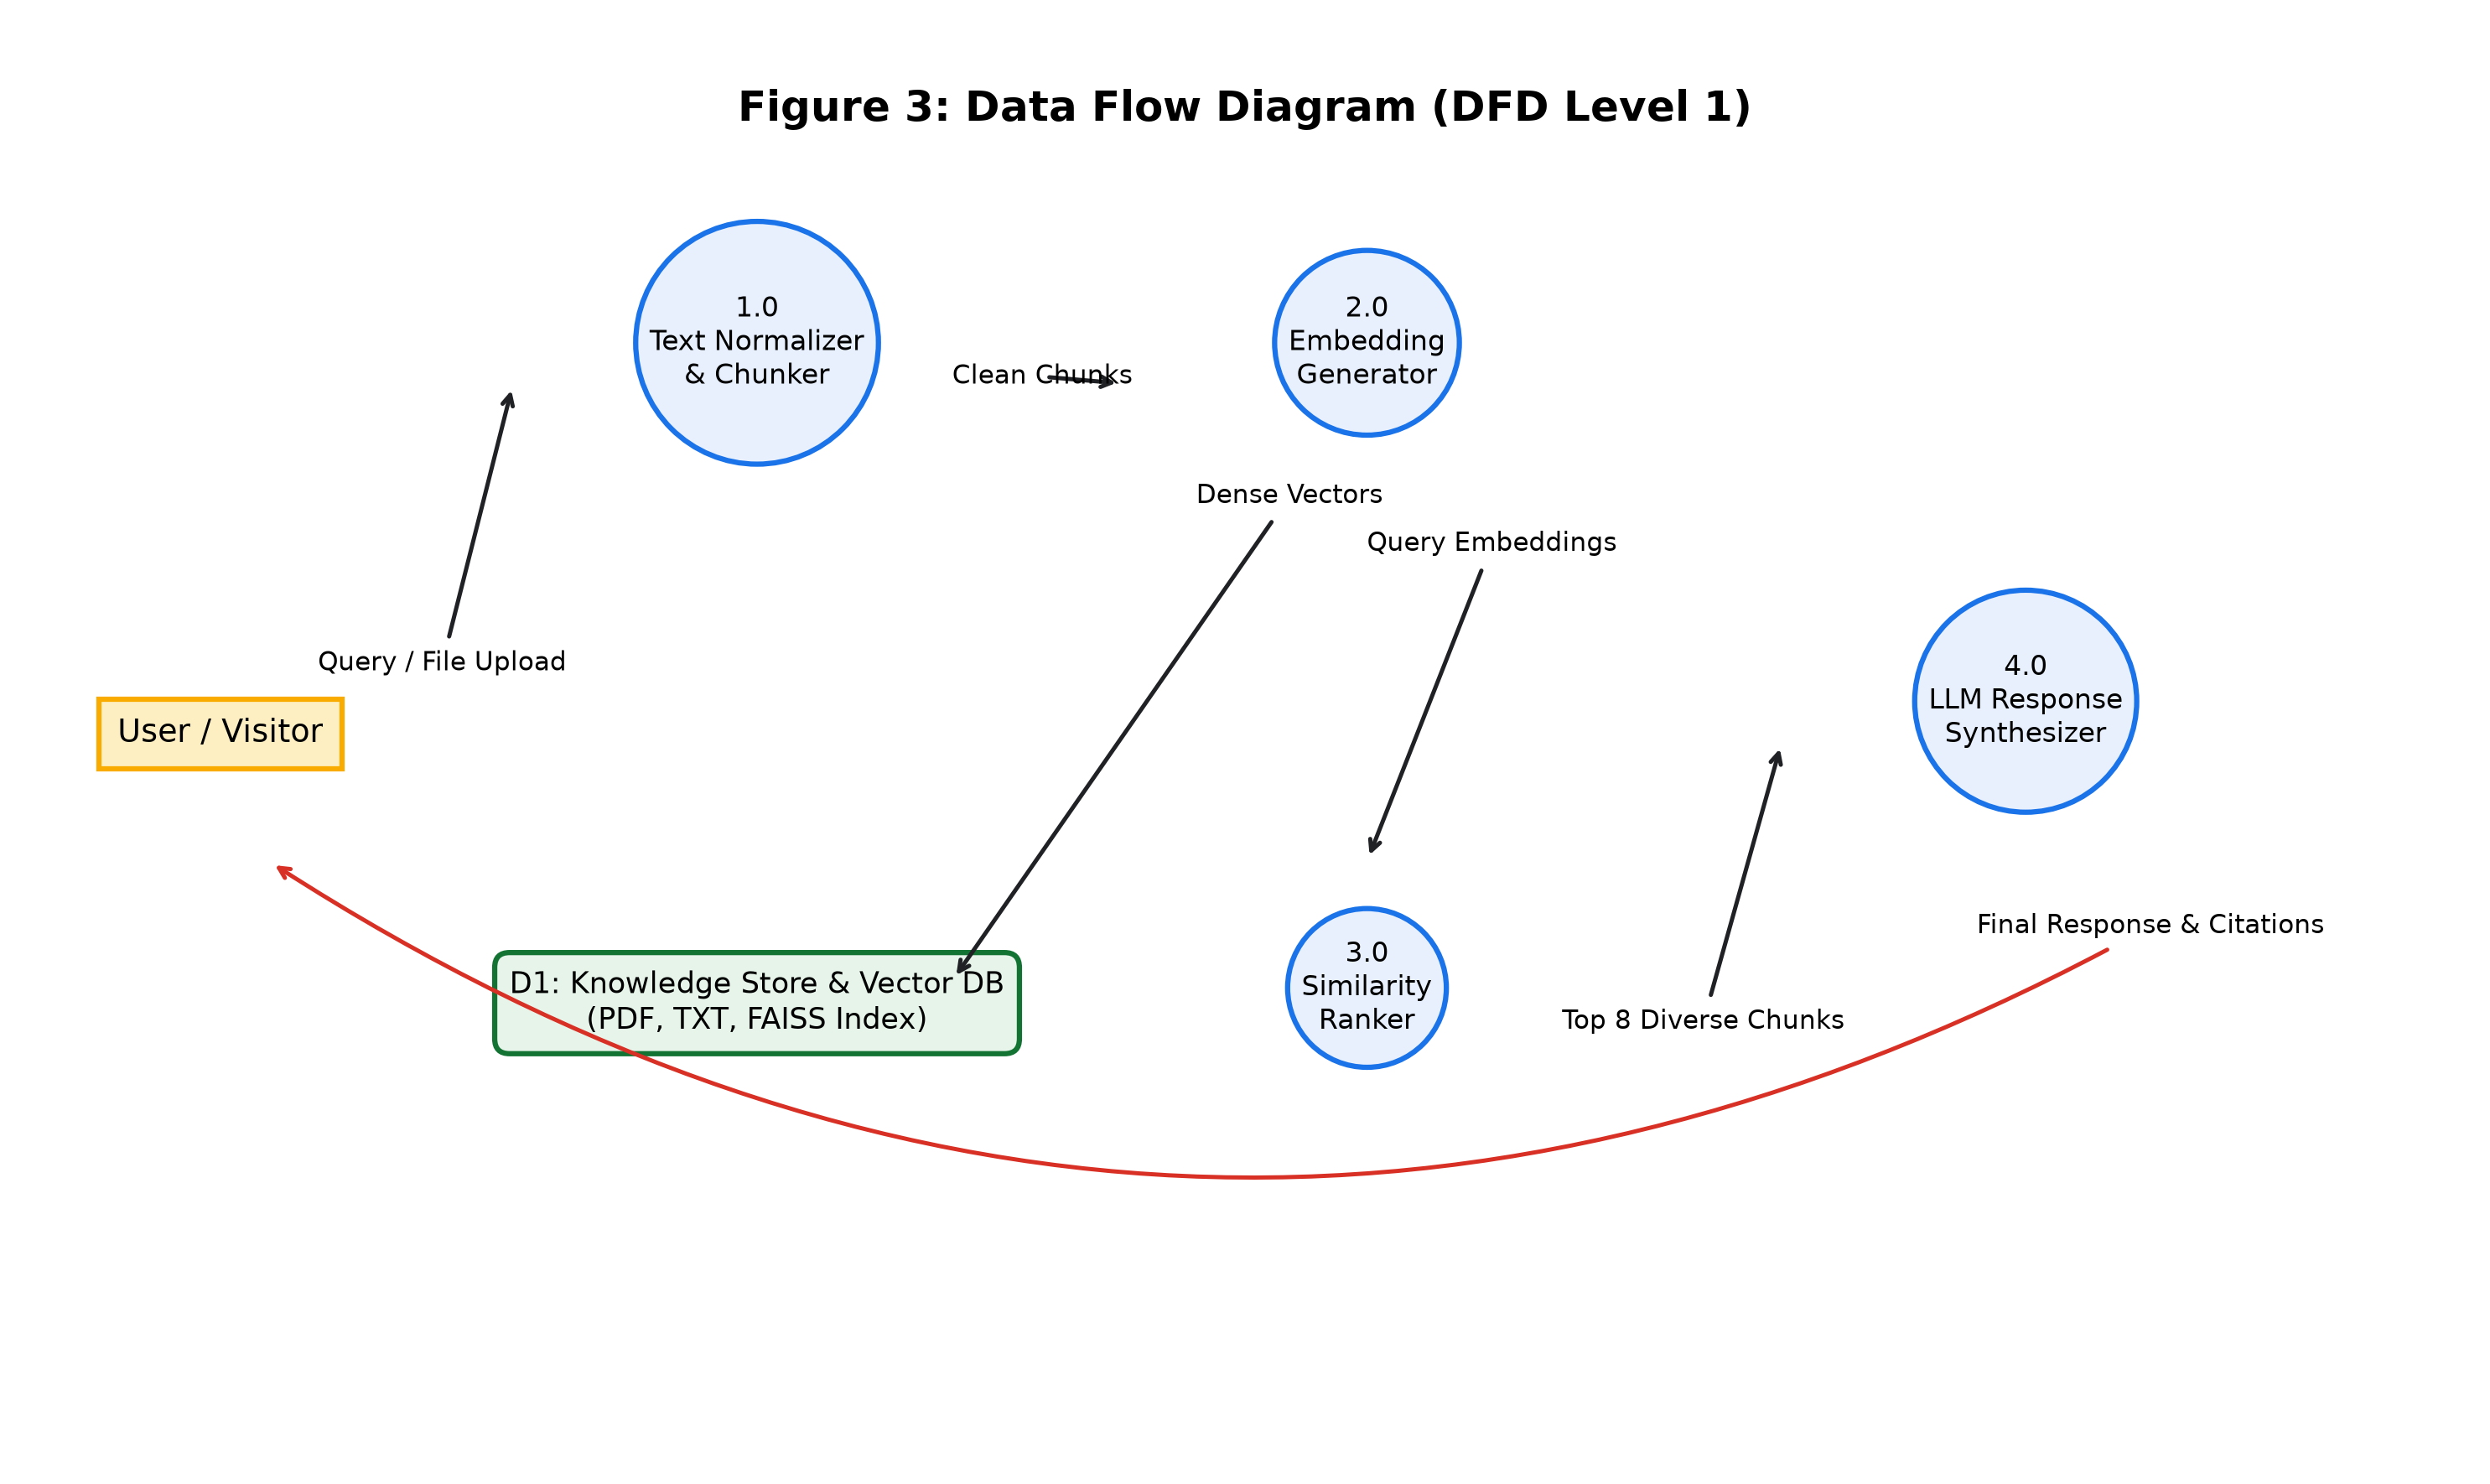 Figure 3: Data Flow Diagram (DFD Level 1)
1.0
Text Normalizer
& Chunker
Clean Chunks
2.0
Embedding
Generator
Dense Vectors
Query Embeddings
Query / File Upload
User / Visitor
4.0
LLM Response
Synthesizer
Final Response & Citations
D1: Knowledge Store & Vector DB
(PDF, TXT, FAISS Index)
3.0
Similarity
Ranker
Top 8 Diverse Chunks